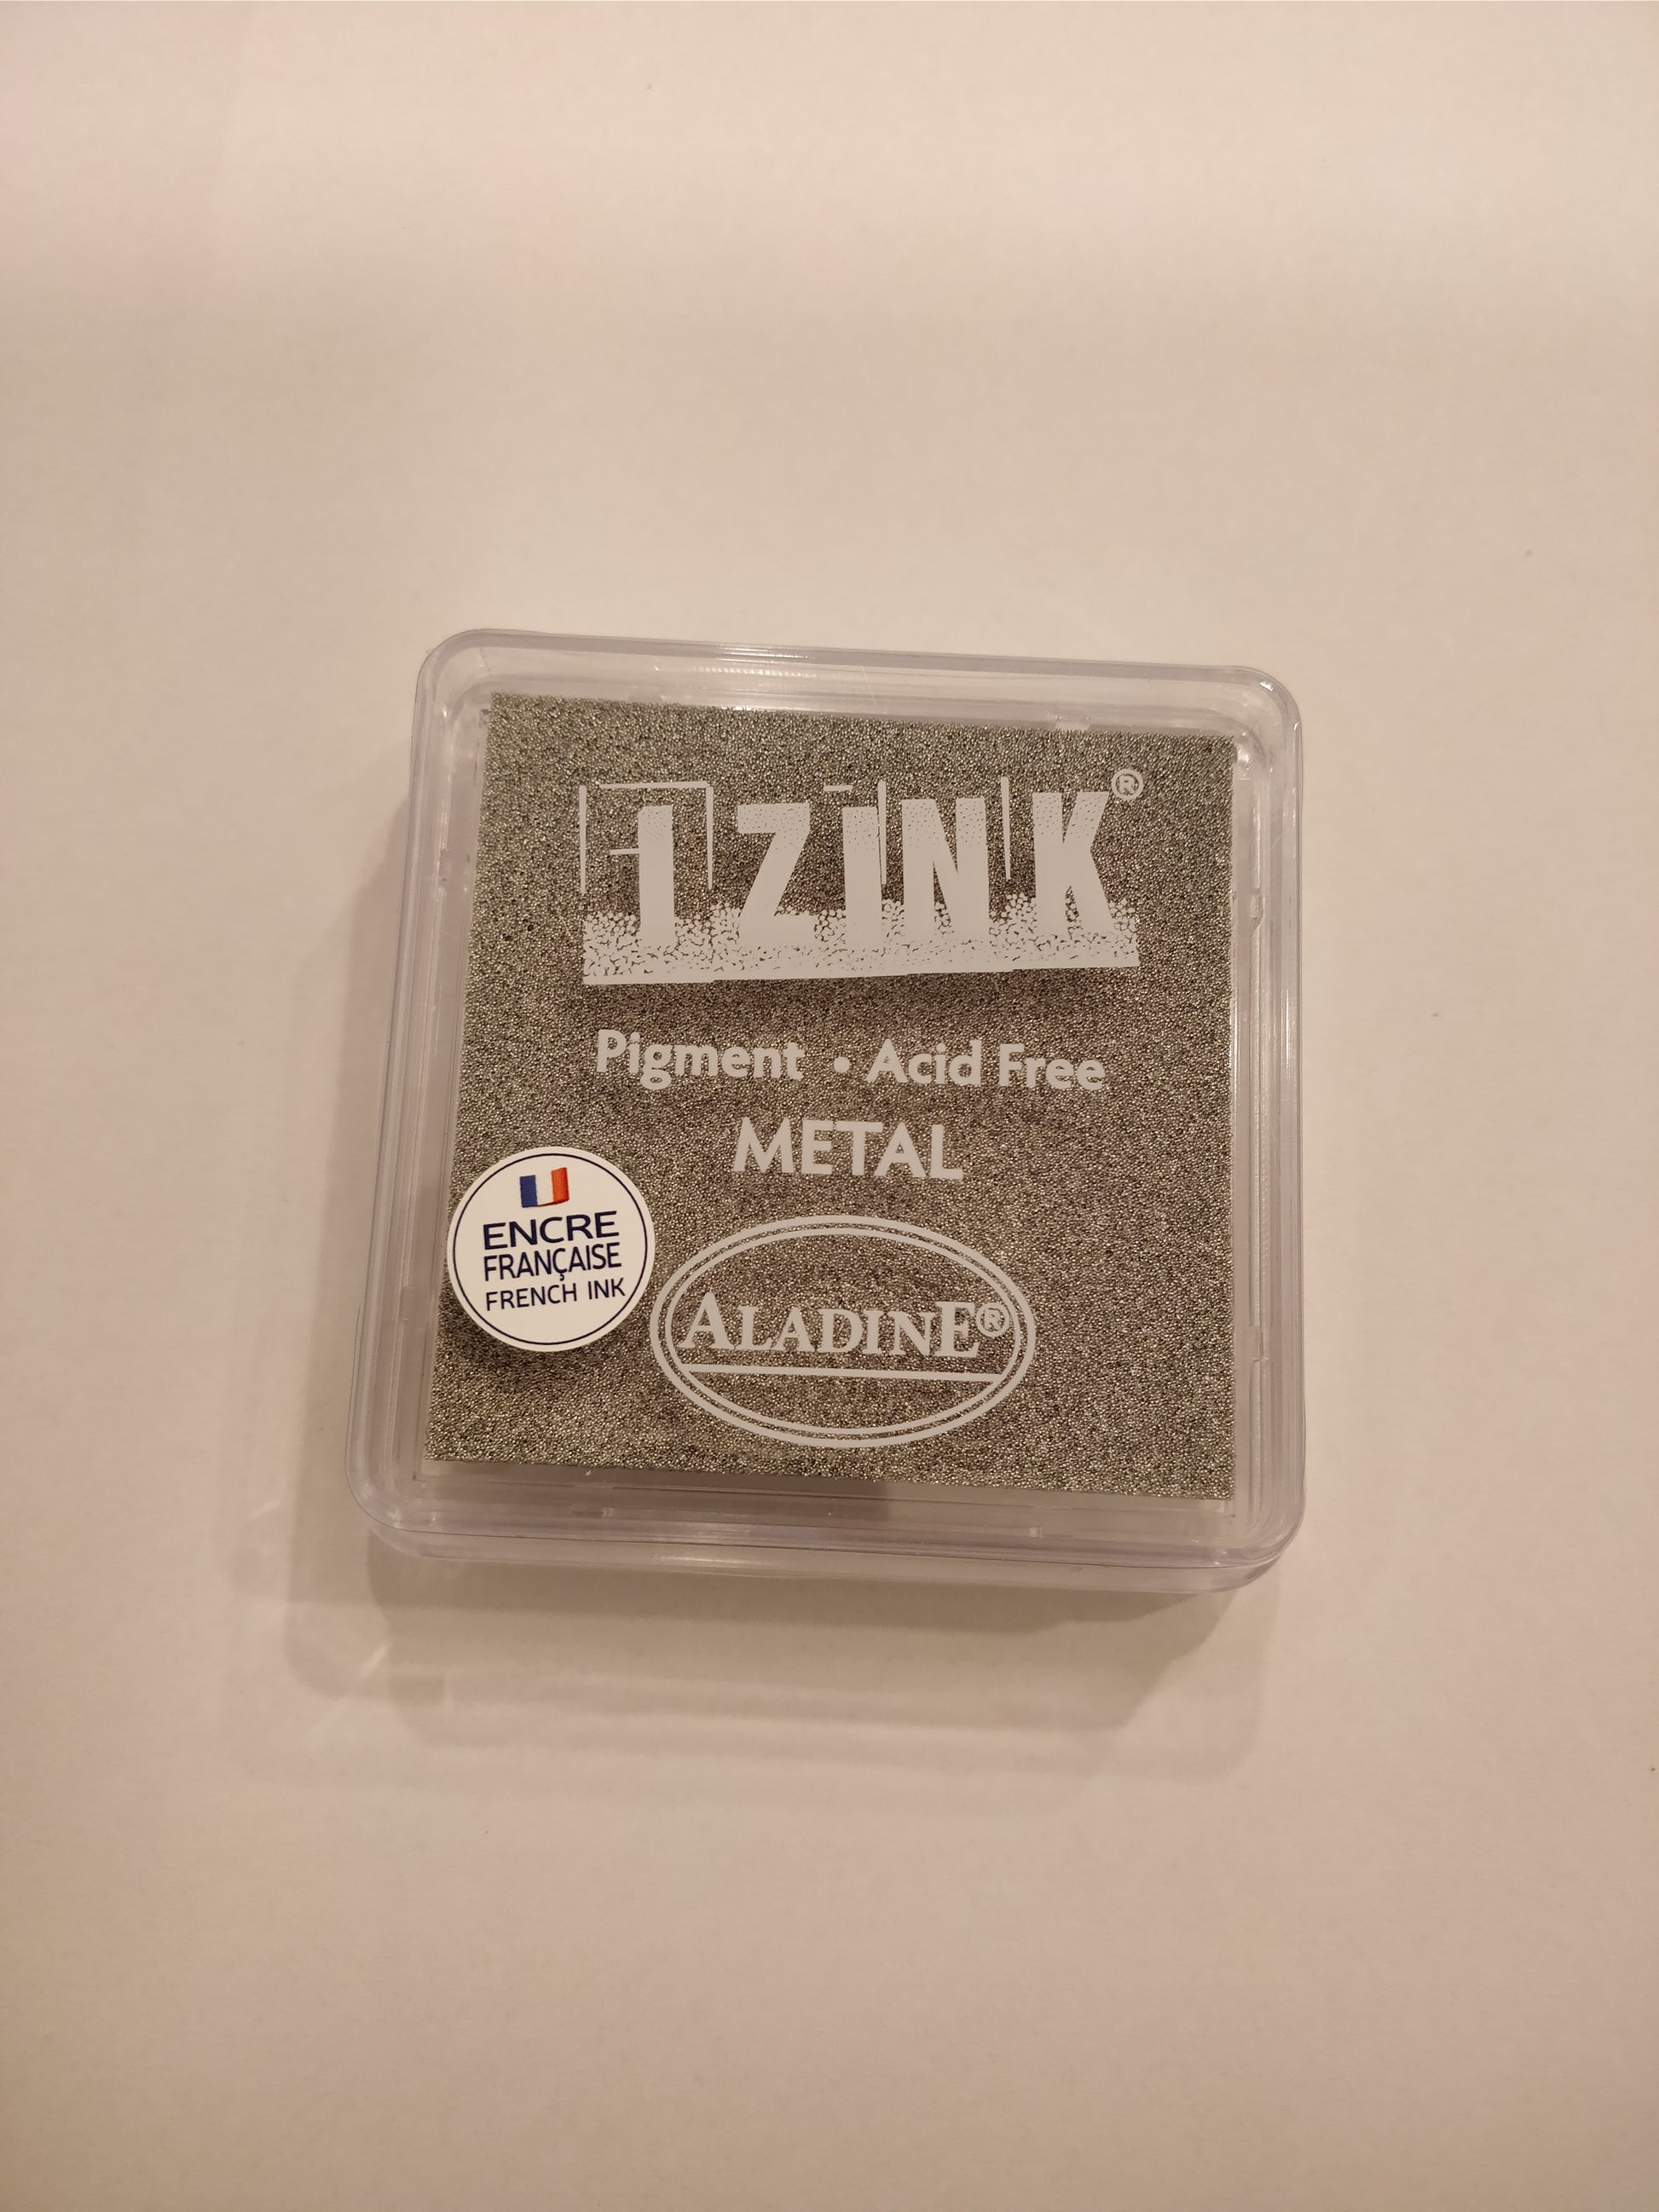 IZINK®
Pigment • Acid Free
METAL
ENCRE
FRANÇAISE
FRENCH INK
ALADINE®